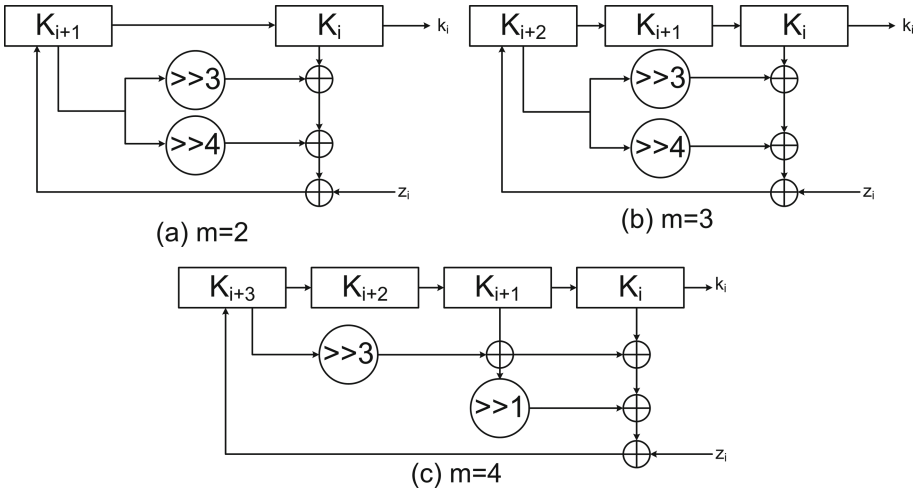 K_{i+1} K_i k_i
>>3
>>4
z_i
(a) m=2
K_{i+2} K_{i+1} K_i k_i
>>3
>>4
z_i
(b) m=3
K_{i+3} K_{i+2} K_{i+1} K_i k_i
>>3
>>1
z_i
(c) m=4